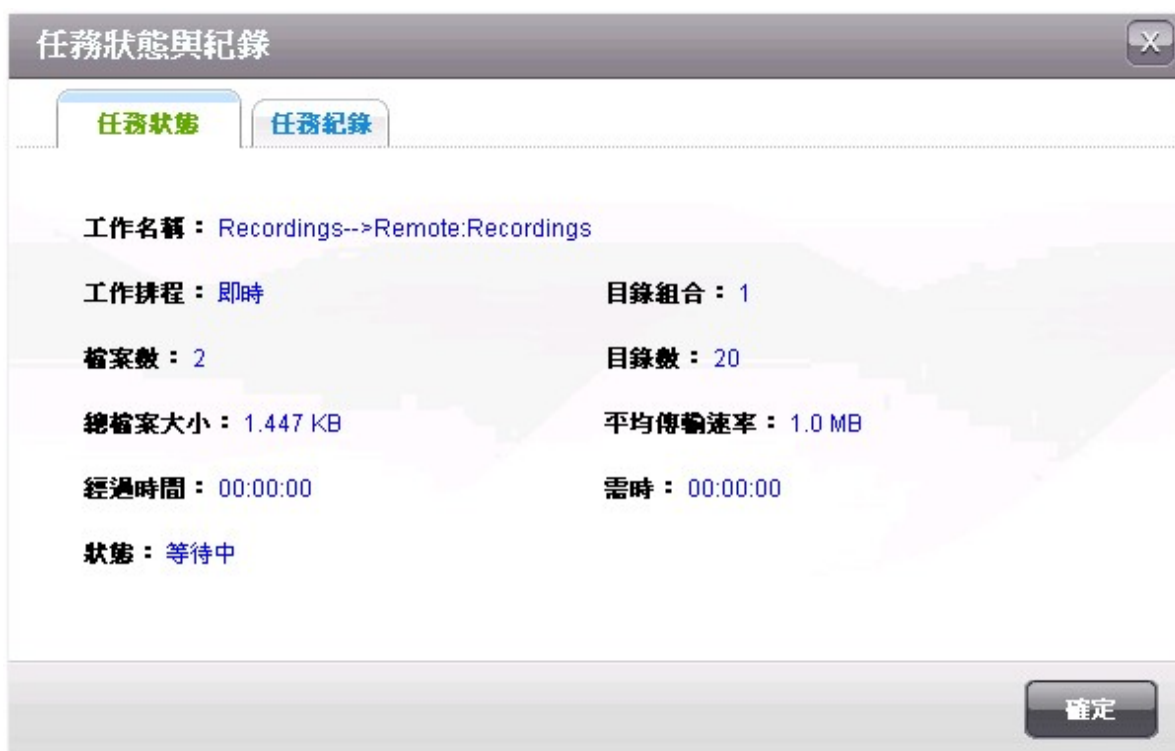 任務狀態與紀錄
X
任務狀態 任務紀錄
工作名稱： Recordings-->Remote:Recordings
工作排程： 即時 目錄組合： 1
檔案數： 2 目錄數： 20
總檔案大小： 1.447 KB 平均傳輸速率： 1.0 MB
經過時間： 00:00:00 需時： 00:00:00
狀態： 等待中
確定